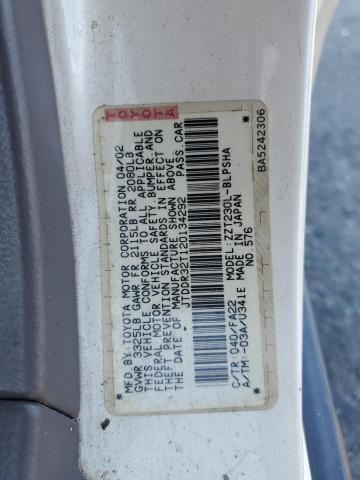 TOYOTA
TOYOTA
TOYOTA
MFD BY: TOYOTA MOTOR CORPORATION 04/02
GVWR 3325LB GAWR FR 2115LB RR 2080LB
THIS VEHICLE CONFORMS TO ALL APPLICABLE
FEDERAL MOTOR VEHICLE SAFETY, BUMPER, AND
THEFT PREVENTION STANDARDS IN EFFECT ON
THE DATE OF MANUFACTURE SHOWN ABOVE.
JTDDR32T120134292 PASS. CAR
C/TR: 040/FA22
A/TM: -03A/U341E
MODEL: ZZT230L-BLPSHA
MADE IN JAPAN
NO 576
BA5242306